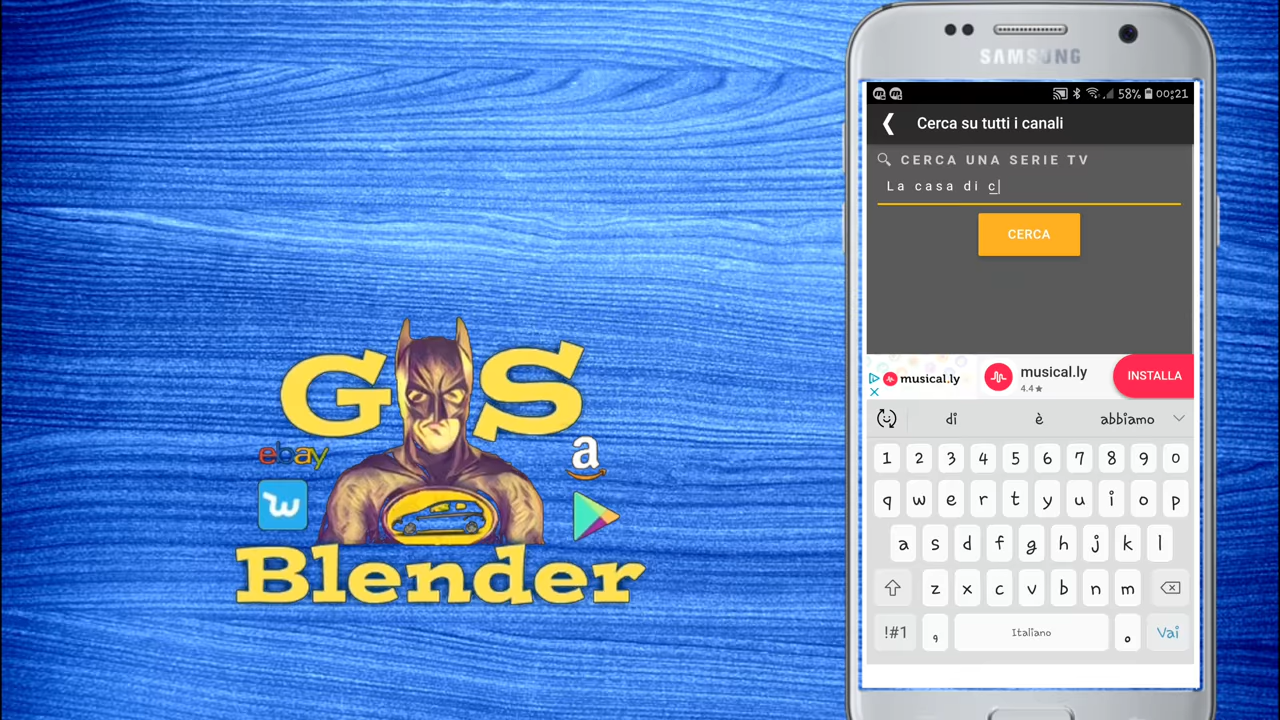 SAMSUNG
58% 00:21
Cerca su tutti i canali
CERCA UNA SERIE TV
La casa di c
CERCA
musical.ly
musical.ly
4.4★
INSTALLA
di è abbiamo
1 2 3 4 5 6 7 8 9 0
q w e r t y u i o p
a s d f g h j k l
z x c v b n m
!#1 , Italiano . Vai
G S
ebay
a
w
Blender